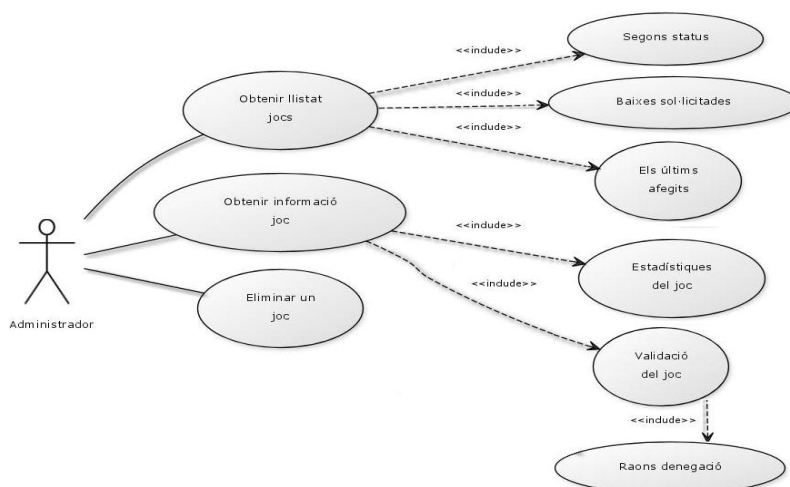 Segons status
<<indude>>
Obtenir llistat
jocs
<<indude>>
Baixes sol·licitades
<<indude>>
Els últims
afegits
Obtenir informació
joc
<<indude>>
Estadístiques
del joc
<<indude>>
Eliminar un
joc
Administrador
Validació
del joc
<<indude>>
Raons denegació